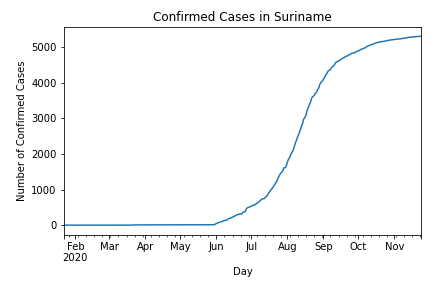 Confirmed Cases in Suriname
Number of Confirmed Cases
5000
4000
3000
2000
1000
0
Feb Mar Apr May Jun Jul Aug Sep Oct Nov
2020
Day